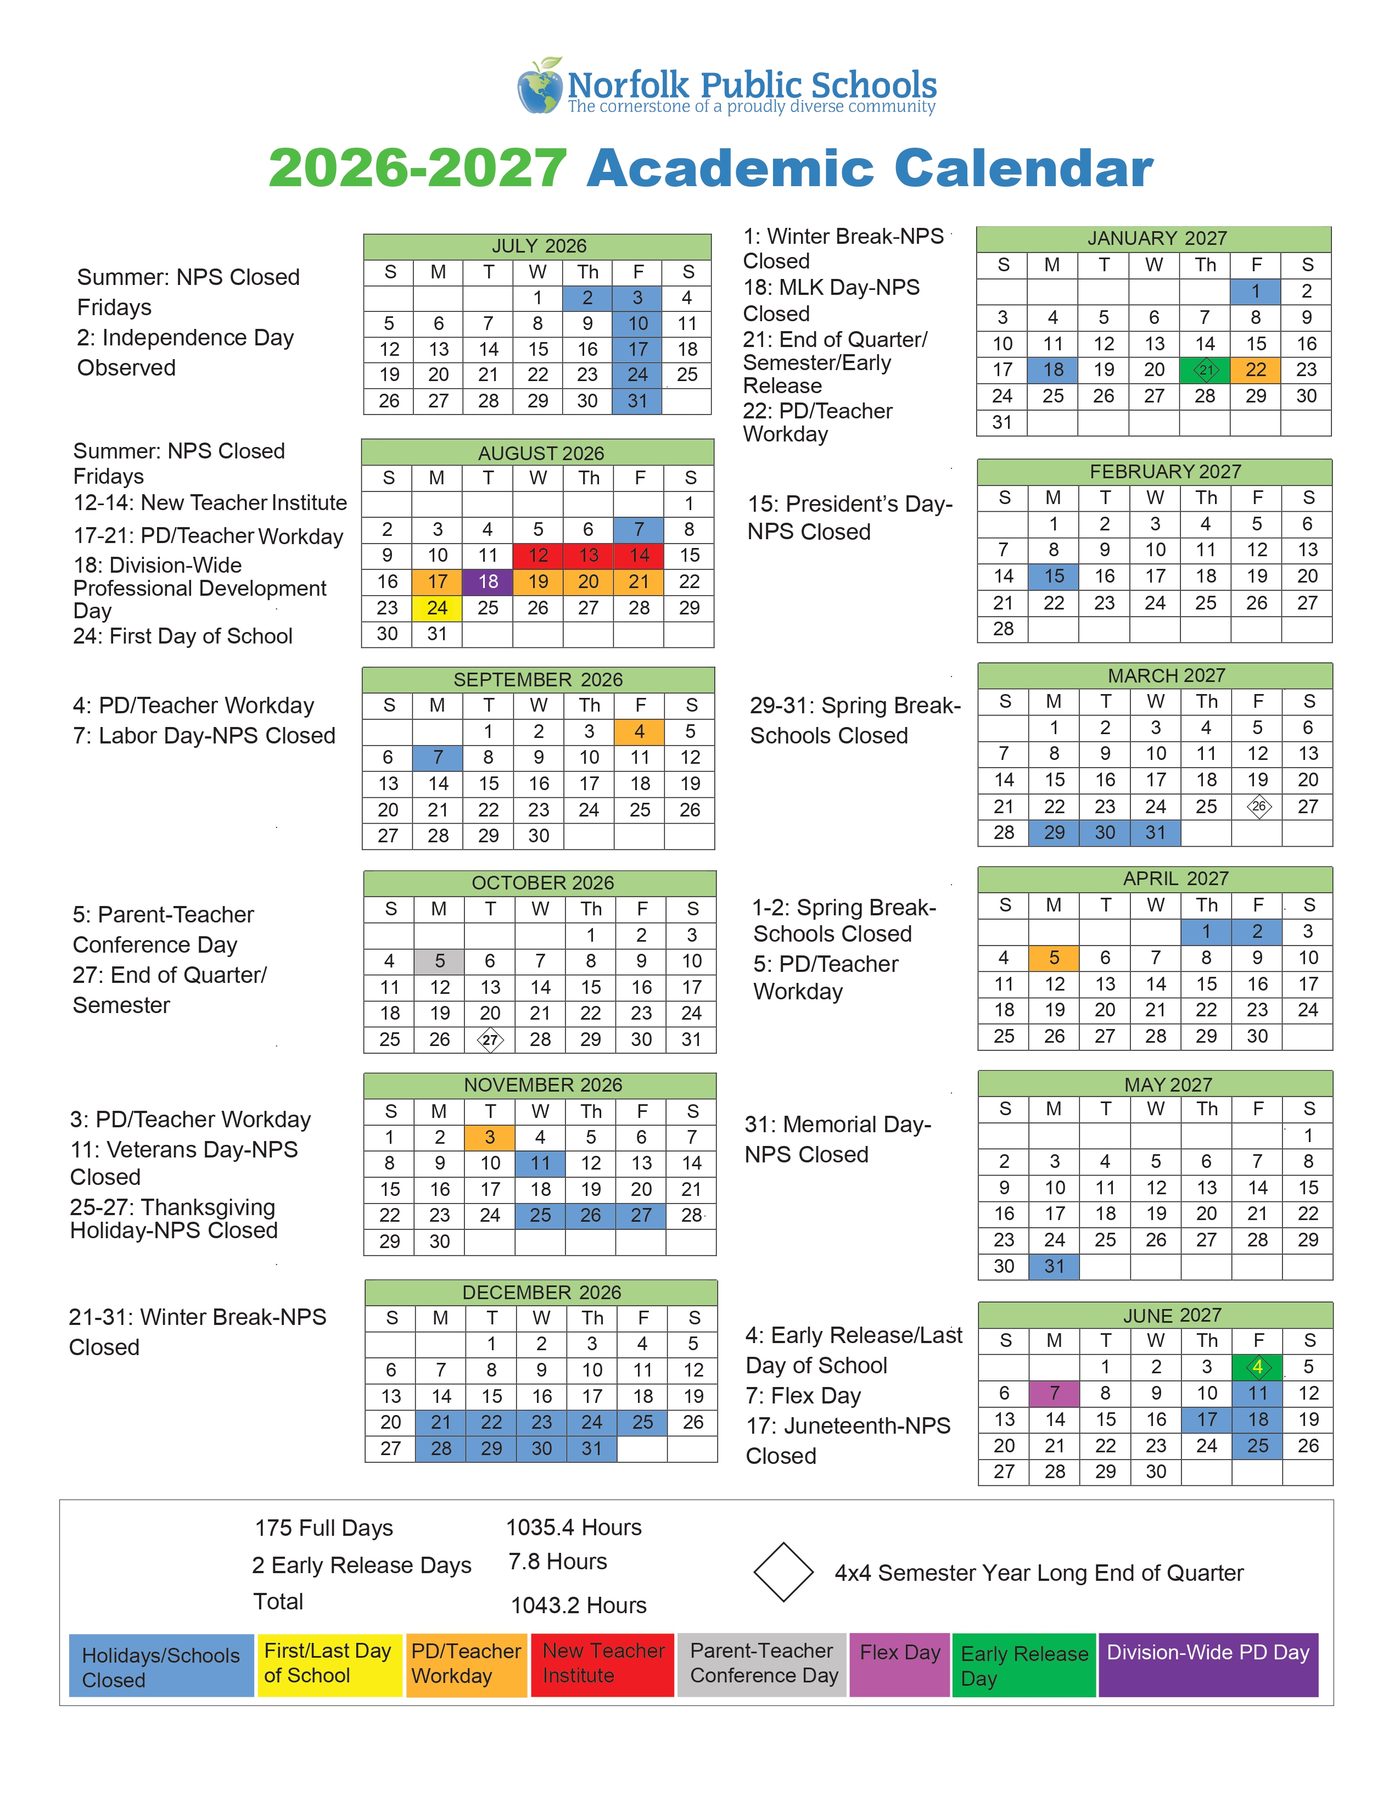 Norfolk Public Schools
The cornerstone of a proudly diverse community
2026-2027 Academic Calendar
Summer: NPS Closed
Fridays
2: Independence Day
Observed
JULY 2026
S M T W Th F S
1 2 3 4
5 6 7 8 9 10 11
12 13 14 15 16 17 18
19 20 21 22 23 24 25
26 27 28 29 30 31
Summer: NPS Closed
Fridays
12-14: New Teacher Institute
17-21: PD/Teacher Workday
18: Division-Wide
Professional Development
Day
24: First Day of School
AUGUST 2026
S M T W Th F S
1
2 3 4 5 6 7 8
9 10 11 12 13 14 15
16 17 18 19 20 21 22
23 24 25 26 27 28 29
30 31
4: PD/Teacher Workday
7: Labor Day-NPS Closed
SEPTEMBER 2026
S M T W Th F S
1 2 3 4 5
6 7 8 9 10 11 12
13 14 15 16 17 18 19
20 21 22 23 24 25 26
27 28 29 30
5: Parent-Teacher
Conference Day
27: End of Quarter/
Semester
OCTOBER 2026
S M T W Th F S
1 2 3
4 5 6 7 8 9 10
11 12 13 14 15 16 17
18 19 20 21 22 23 24
25 26 27 28 29 30 31
3: PD/Teacher Workday
11: Veterans Day-NPS
Closed
25-27: Thanksgiving
Holiday-NPS Closed
NOVEMBER 2026
S M T W Th F S
1 2 3 4 5 6 7
8 9 10 11 12 13 14
15 16 17 18 19 20 21
22 23 24 25 26 27 28
29 30
21-31: Winter Break-NPS
Closed
DECEMBER 2026
S M T W Th F S
1 2 3 4 5
6 7 8 9 10 11 12
13 14 15 16 17 18 19
20 21 22 23 24 25 26
27 28 29 30 31
1: Winter Break-NPS
Closed
18: MLK Day-NPS
Closed
21: End of Quarter/
Semester/Early
Release
22: PD/Teacher
Workday
JANUARY 2027
S M T W Th F S
1 2
3 4 5 6 7 8 9
10 11 12 13 14 15 16
17 18 19 20 21 22 23
24 25 26 27 28 29 30
31
15: President’s Day-
NPS Closed
FEBRUARY 2027
S M T W Th F S
1 2 3 4 5 6
7 8 9 10 11 12 13
14 15 16 17 18 19 20
21 22 23 24 25 26 27
28
29-31: Spring Break-
Schools Closed
MARCH 2027
S M T W Th F S
1 2 3 4 5 6
7 8 9 10 11 12 13
14 15 16 17 18 19 20
21 22 23 24 25 26 27
28 29 30 31
1-2: Spring Break-
Schools Closed
5: PD/Teacher
Workday
APRIL 2027
S M T W Th F S
1 2 3
4 5 6 7 8 9 10
11 12 13 14 15 16 17
18 19 20 21 22 23 24
25 26 27 28 29 30
31: Memorial Day-
NPS Closed
MAY 2027
S M T W Th F S
1
2 3 4 5 6 7 8
9 10 11 12 13 14 15
16 17 18 19 20 21 22
23 24 25 26 27 28 29
30 31
4: Early Release/Last
Day of School
7: Flex Day
17: Juneteenth-NPS
Closed
JUNE 2027
S M T W Th F S
1 2 3 4 5
6 7 8 9 10 11 12
13 14 15 16 17 18 19
20 21 22 23 24 25 26
27 28 29 30
175 Full Days 1035.4 Hours
2 Early Release Days 7.8 Hours
Total 1043.2 Hours
4x4 Semester Year Long End of Quarter
Holidays/Schools
Closed
First/Last Day
of School
PD/Teacher
Workday
New Teacher
Institute
Parent-Teacher
Conference Day
Flex Day
Early Release
Day
Division-Wide PD Day